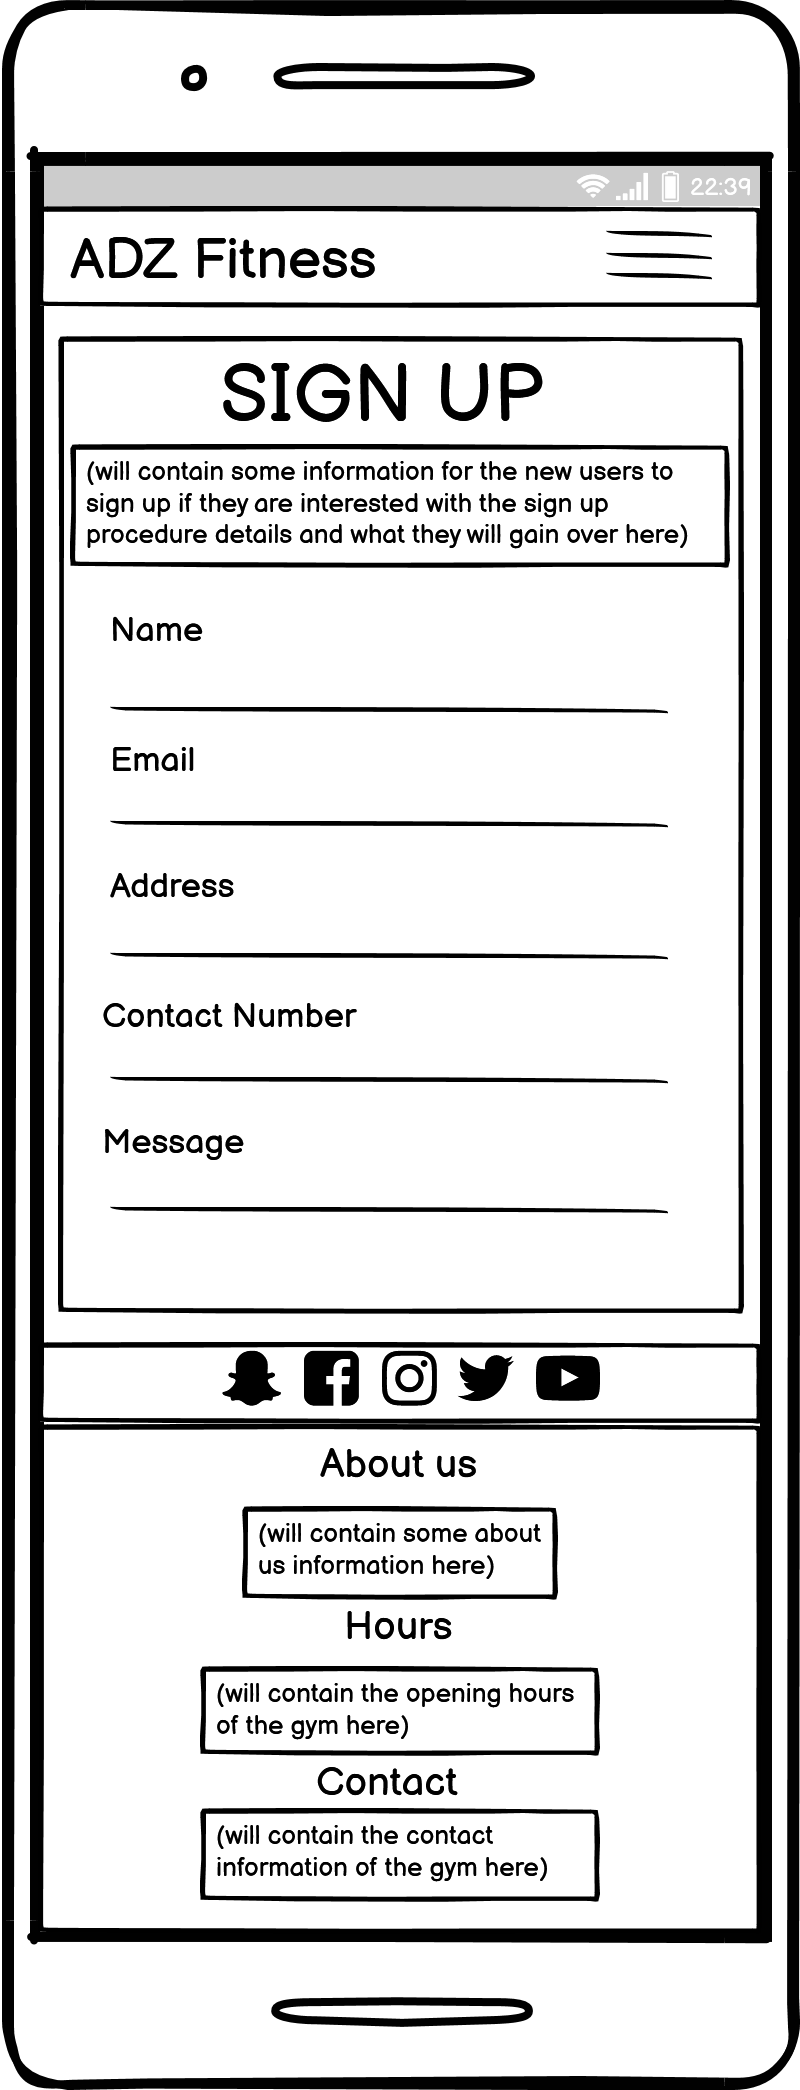 22:39
ADZ Fitness
SIGN UP
(will contain some information for the new users to
sign up if they are interested with the sign up
procedure details and what they will gain over here)
Name
Email
Address
Contact Number
Message
About us
(will contain some about
us information here)
Hours
(will contain the opening hours
of the gym here)
Contact
(will contain the contact
information of the gym here)